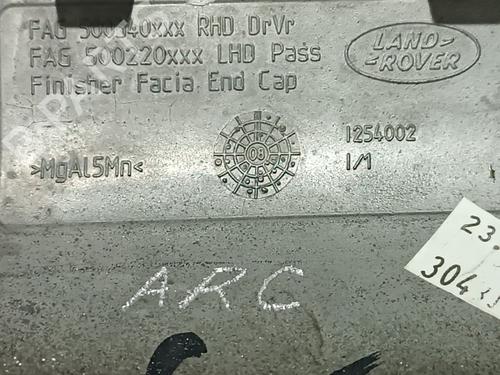 FAG 500340xxx RHD DrVr
FAG 500220xxx LHD Pass
Finisher Facia End Cap
LAND
ROVER
>MgAl5Mn<
08
1254002
1/1
ARC
23
304